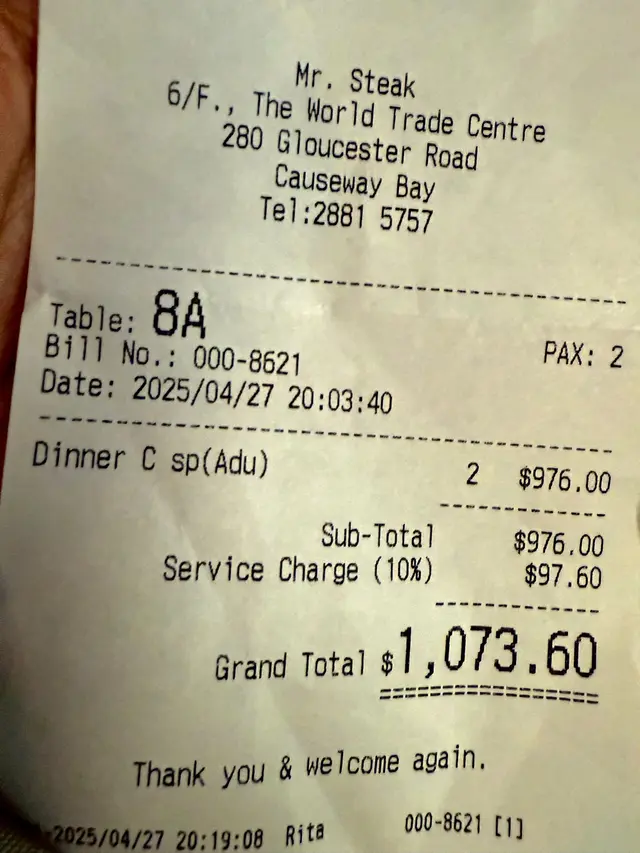 Mr. Steak
6/F., The World Trade Centre
280 Gloucester Road
Causeway Bay
Tel:2881 5757
Table: 8A
Bill No.: 000-8621 PAX: 2
Date: 2025/04/27 20:03:40
Dinner C sp(Adu) 2 $976.00
Sub-Total $976.00
Service Charge (10%) $97.60
Grand Total $1,073.60
Thank you & welcome again.
2025/04/27 20:19:08 Rita 000-8621 [1]